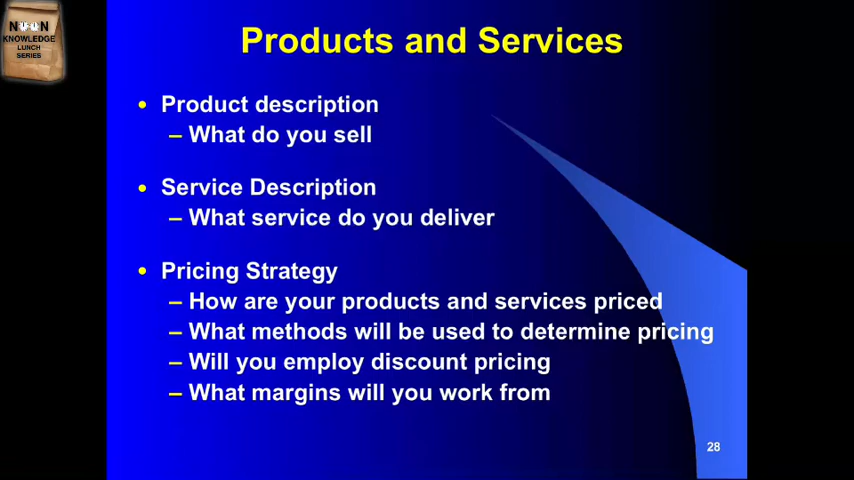 NOON
KNOWLEDGE
LUNCH
SERIES
Products and Services
• Product description
– What do you sell
• Service Description
– What service do you deliver
• Pricing Strategy
– How are your products and services priced
– What methods will be used to determine pricing
– Will you employ discount pricing
– What margins will you work from
28